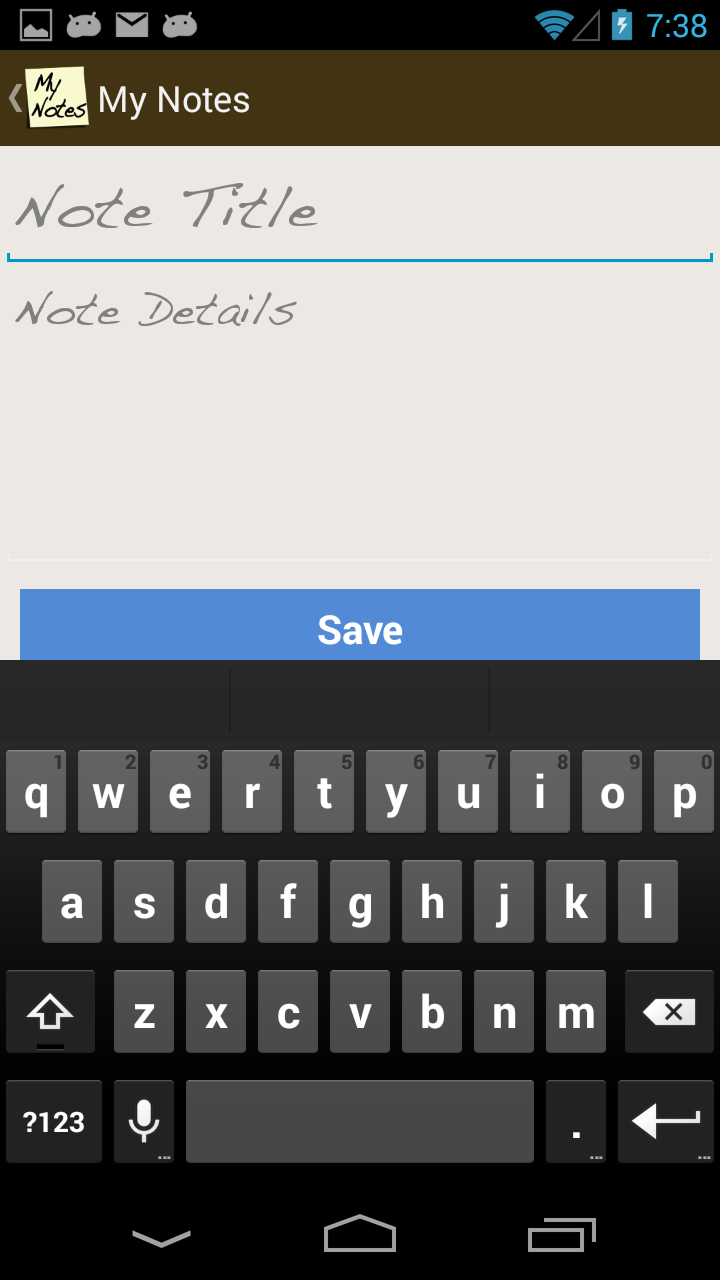 7:38
My Notes
My Notes
Note Title
Note Details
Save
1 2 3 4 5 6 7 8 9 0
q w e r t y u i o p
a s d f g h j k l
z x c v b n m
?123 .